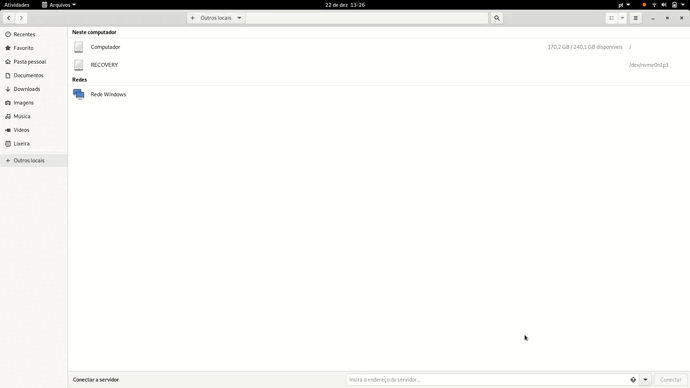 Atividades Arquivos 22 de dez 13:26 pt
Outros locais
Recentes
Favorito
Pasta pessoal
Documentos
Downloads
Imagens
Música
Vídeos
Lixeira
Outros locais
Neste computador
Computador 170,2 GB / 240,1 GB disponíveis /
RECOVERY /dev/nvme0n1p3
Redes
Rede Windows
Conectar a servidor Insira o endereço do servidor... Conectar